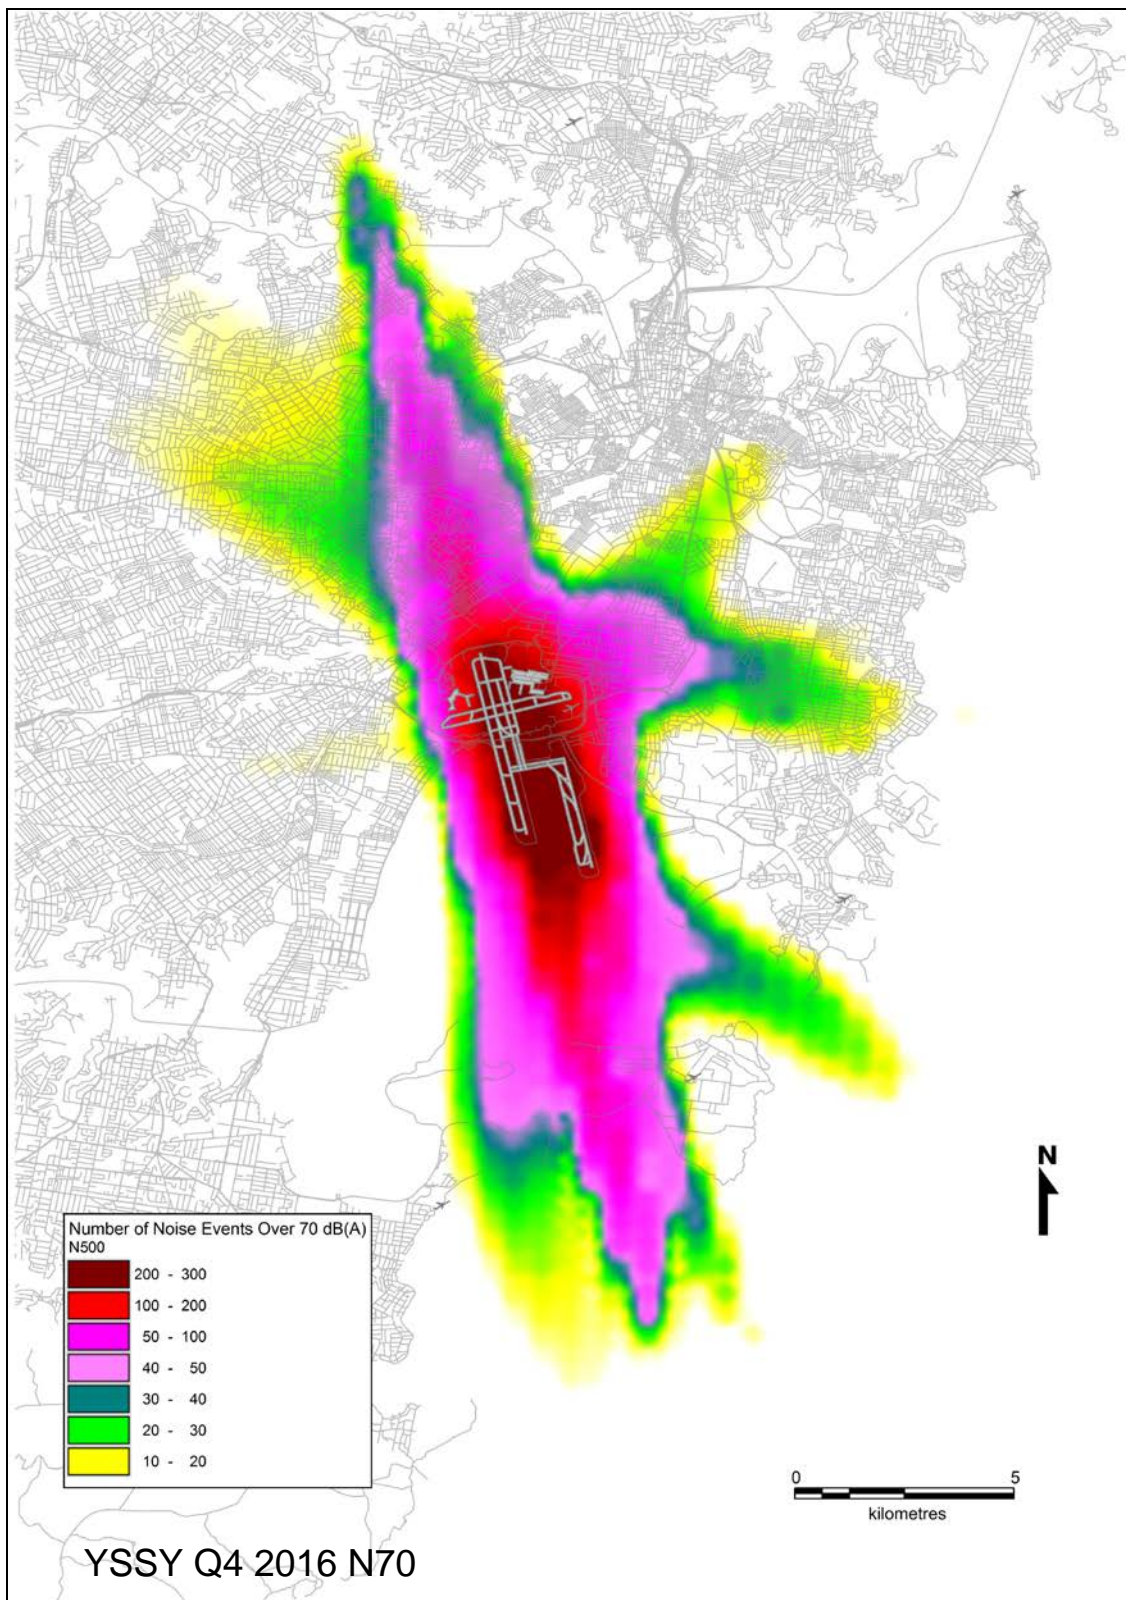 N
Number of Noise Events Over 70 dB(A)
N500
200 - 300
100 - 200
50 - 100
40 - 50
30 - 40
20 - 30
10 - 20
0 5
kilometres
YSSY Q4 2016 N70